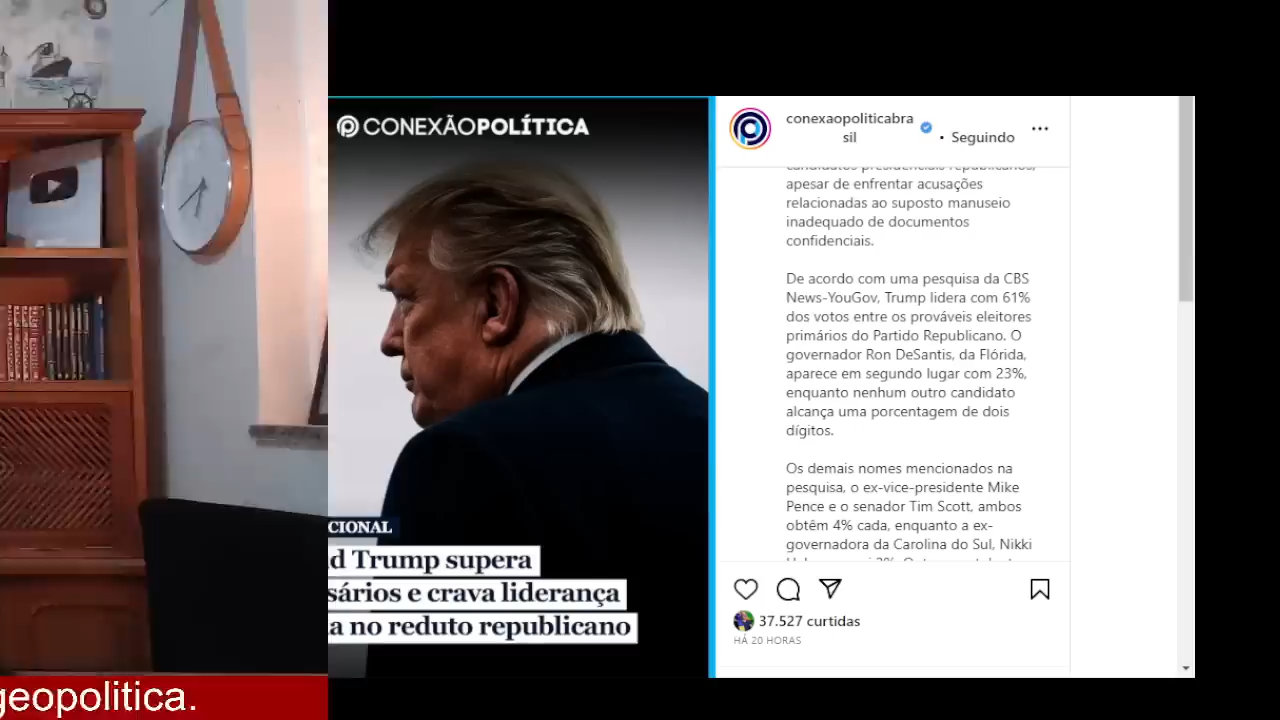 CONEXÃOPOLÍTICA
CIONAL
d Trump supera
sários e crava liderança
a no reduto republicano
conexaopoliticabra
sil
• Seguindo
candidatos presidenciais republicanos,
apesar de enfrentar acusações
relacionadas ao suposto manuseio
inadequado de documentos
confidenciais.
De acordo com uma pesquisa da CBS
News-YouGov, Trump lidera com 61%
dos votos entre os prováveis eleitores
primários do Partido Republicano. O
governador Ron DeSantis, da Flórida,
aparece em segundo lugar com 23%,
enquanto nenhum outro candidato
alcança uma porcentagem de dois
dígitos.
Os demais nomes mencionados na
pesquisa, o ex-vice-presidente Mike
Pence e o senador Tim Scott, ambos
obtêm 4% cada, enquanto a ex-
governadora da Carolina do Sul, Nikki
37.527 curtidas
HÁ 20 HORAS
geopolitica.